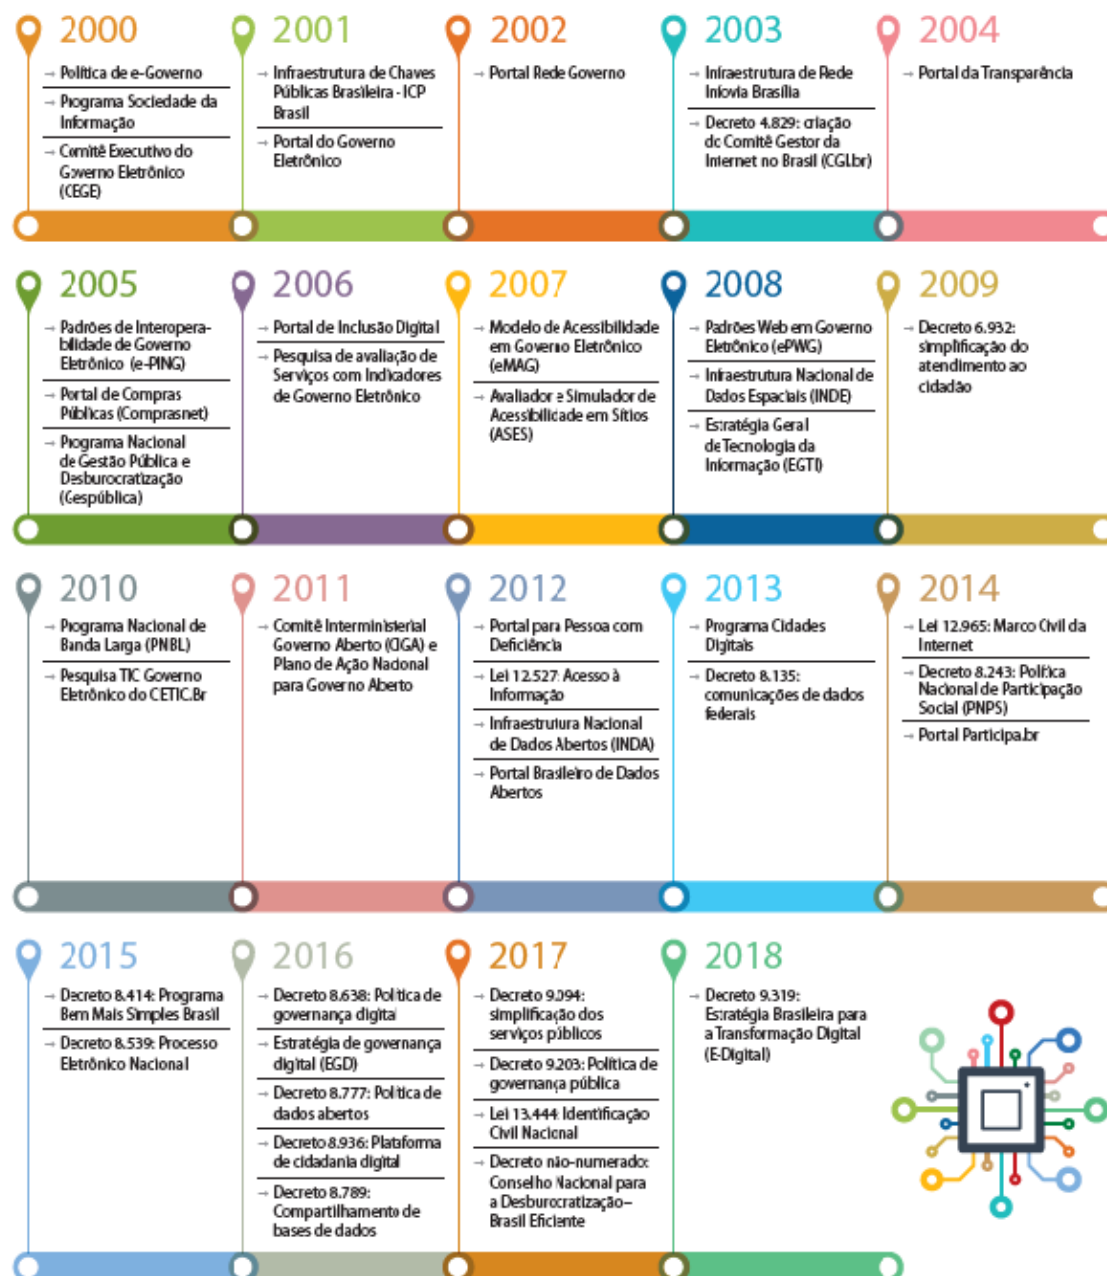 2000
→ Política de e-Governo
→ Programa Sociedade da
Informação
→ Comitê Executivo do
Governo Eletrônico
(CEGE)
2001
→ Infraestrutura de Chaves
Públicas Brasileira - ICP
Brasil
→ Portal do Governo
Eletrônico
2002
→ Portal Rede Governo
2003
→ Infraestrutura de Rede
Infovia Brasília
→ Decreto 4.829: criação
do Comitê Gestor da
Internet no Brasil (CGI.br)
2004
→ Portal da Transparência
2005
→ Padrões de Interopera-
bilidade de Governo
Eletrônico (e-PING)
→ Portal de Compras
Públicas (Comprasnet)
→ Programa Nacional
de Gestão Pública e
Desburocratização
(Gespública)
2006
→ Portal de Inclusão Digital
→ Pesquisa de avaliação de
Serviços com Indicadores
de Governo Eletrônico
2007
→ Modelo de Acessibilidade
em Governo Eletrônico
(eMAG)
→ Avaliador e Simulador de
Acessibilidade em Sítios
(ASES)
2008
→ Padrões Web em Governo
Eletrônico (ePWG)
→ Infraestrutura Nacional de
Dados Espaciais (INDE)
→ Estratégia Geral
de Tecnologia da
Informação (EGTI)
2009
→ Decreto 6.932:
simplificação do
atendimento ao
cidadão
2010
→ Programa Nacional de
Banda Larga (PNBL)
→ Pesquisa TIC Governo
Eletrônico do CETIC.Br
2011
→ Comitê Interministerial
Governo Aberto (CIGA) e
Plano de Ação Nacional
para Governo Aberto
2012
→ Portal para Pessoa com
Deficiência
→ Lei 12.527: Acesso à
Informação
→ Infraestrutura Nacional
de Dados Abertos (INDA)
→ Portal Brasileiro de Dados
Abertos
2013
→ Programa Cidades
Digitais
→ Decreto 8.135:
comunicações de dados
federais
2014
→ Lei 12.965: Marco Civil da
Internet
→ Decreto 8.243: Política
Nacional de Participação
Social (PNPS)
→ Portal Participa.br
2015
→ Decreto 8.414: Programa
Bem Mais Simples Brasil
→ Decreto 8.539: Processo
Eletrônico Nacional
2016
→ Decreto 8.638: Política de
governança digital
→ Estratégia de governança
digital (EGD)
→ Decreto 8.777: Política de
dados abertos
→ Decreto 8.936: Plataforma
de cidadania digital
→ Decreto 8.789:
Compartilhamento de
bases de dados
2017
→ Decreto 9.094:
simplificação dos
serviços públicos
→ Decreto 9.203: Política de
governança pública
→ Lei 13.444: Identificação
Civil Nacional
→ Decreto não-numerado:
Conselho Nacional para
a Desburocratização–
Brasil Eficiente
2018
→ Decreto 9.319:
Estratégia Brasileira para
a Transformação Digital
(E-Digital)